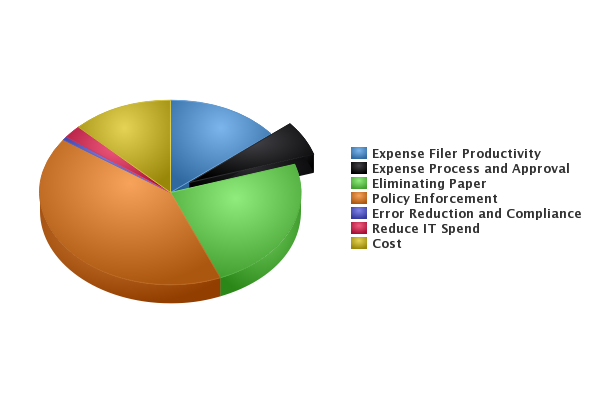 Expense Filer Productivity
Expense Process and Approval
Eliminating Paper
Policy Enforcement
Error Reduction and Compliance
Reduce IT Spend
Cost